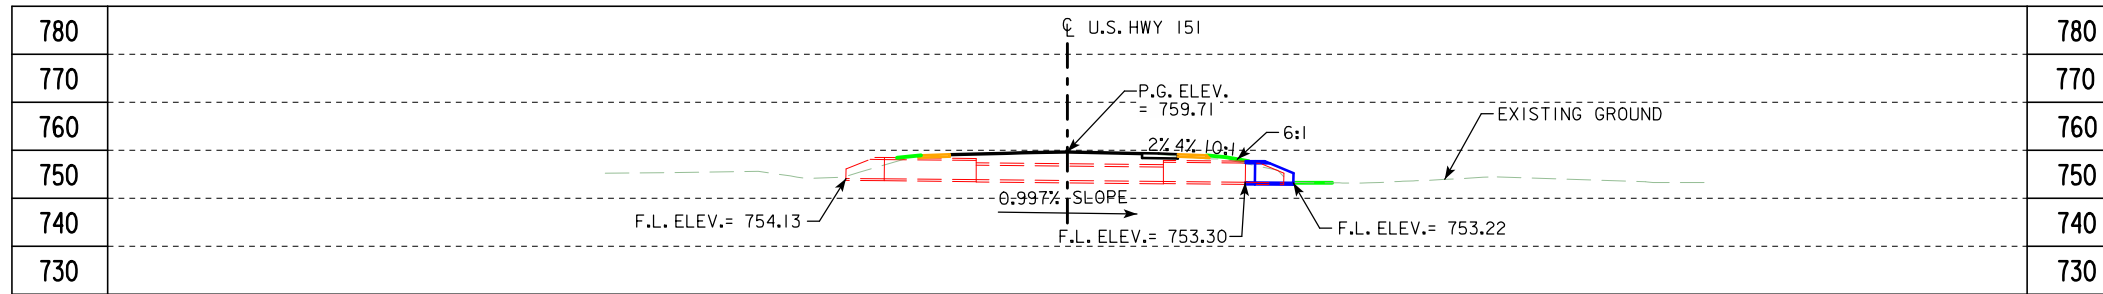 780
℄ U.S. HWY 151
780
770
770
P.G. ELEV.
= 759.71
760
EXISTING GROUND
760
6:1
2% 4% 10:1
750
750
0.997% SLOPE
F.L. ELEV.= 754.13
740
F.L. ELEV.= 753.30
F.L. ELEV.= 753.22
740
730
730